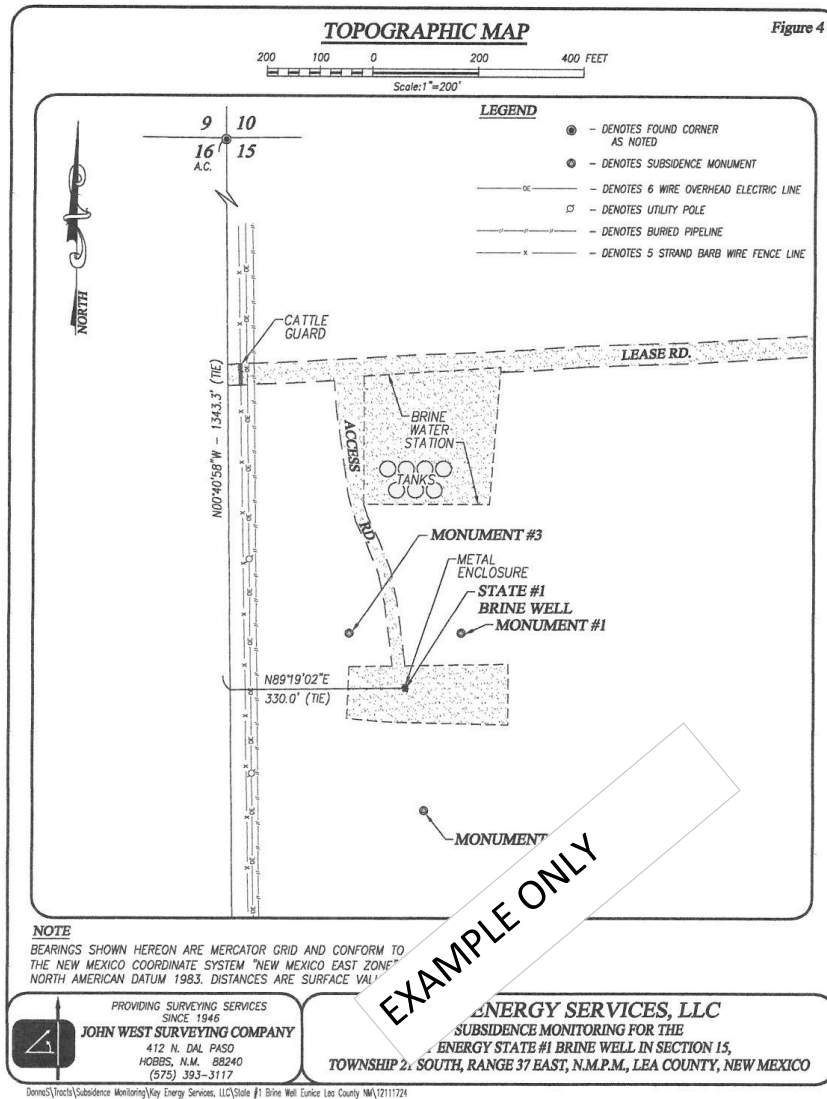 TOPOGRAPHIC MAP
Figure 4
200 100 0 200 400 FEET
Scale:1"=200'
LEGEND
- DENOTES FOUND CORNER
AS NOTED
- DENOTES SUBSIDENCE MONUMENT
OE - DENOTES 6 WIRE OVERHEAD ELECTRIC LINE
- DENOTES UTILITY POLE
- DENOTES BURIED PIPELINE
x - DENOTES 5 STRAND BARB WIRE FENCE LINE
9 10
16 15
A.C.
NORTH
CATTLE
GUARD
LEASE RD.
N00°40'58"W - 1343.3' (TIE)
ACCESS
RD.
BRINE
WATER
STATION
TANKS
MONUMENT #3
METAL
ENCLOSURE
STATE #1
BRINE WELL
MONUMENT #1
N89°19'02"E
330.0' (TIE)
MONUMENT
EXAMPLE ONLY
NOTE
BEARINGS SHOWN HEREON ARE MERCATOR GRID AND CONFORM TO
THE NEW MEXICO COORDINATE SYSTEM "NEW MEXICO EAST ZONE"
NORTH AMERICAN DATUM 1983. DISTANCES ARE SURFACE
PROVIDING SURVEYING SERVICES
SINCE 1946
JOHN WEST SURVEYING COMPANY
412 N. DAL PASO
HOBBS, N.M. 88240
(575) 393-3117
ENERGY SERVICES, LLC
SUBSIDENCE MONITORING FOR THE
ENERGY STATE #1 BRINE WELL IN SECTION 15,
TOWNSHIP 21 SOUTH, RANGE 37 EAST, N.M.P.M., LEA COUNTY, NEW MEXICO
DonnaS\Tracts\Subsidence Monitoring\Key Energy Services, LLC\State #1 Brine Well Eunice Lea County NM\12111724